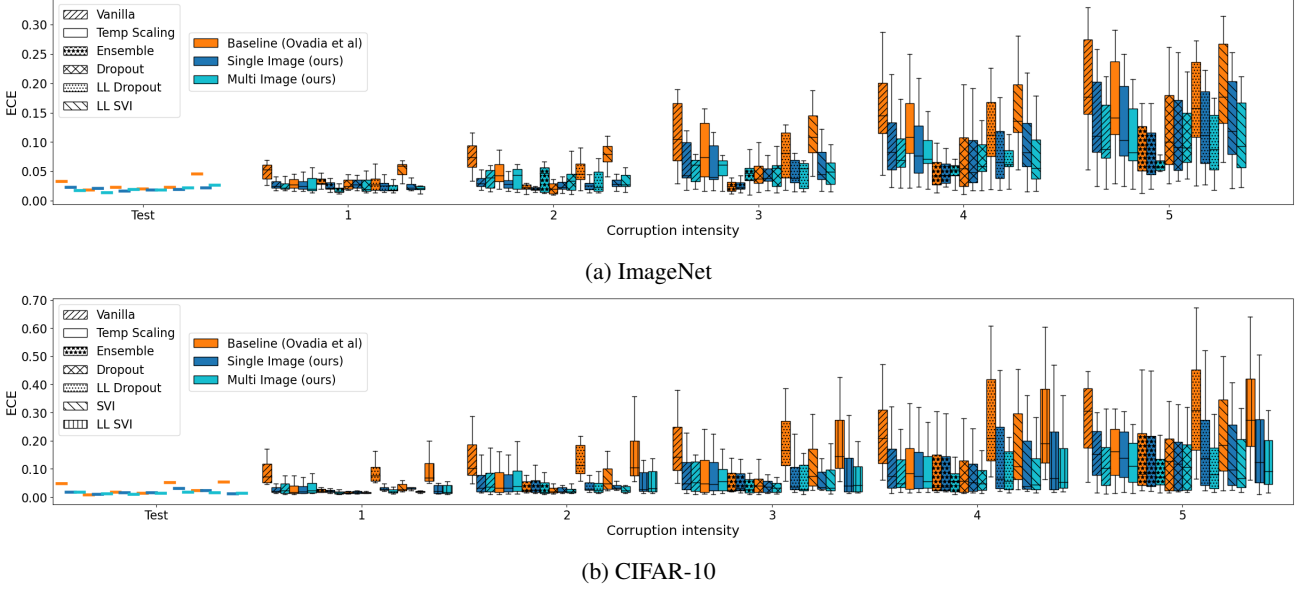 Vanilla
Temp Scaling
Ensemble
Dropout
LL Dropout
LL SVI
Baseline (Ovadia et al)
Single Image (ours)
Multi Image (ours)
ECE
0.30
0.25
0.20
0.15
0.10
0.05
0.00
Test 1 2 3 4 5
Corruption intensity
(a) ImageNet
Vanilla
Temp Scaling
Ensemble
Dropout
LL Dropout
SVI
LL SVI
Baseline (Ovadia et al)
Single Image (ours)
Multi Image (ours)
ECE
0.70
0.60
0.50
0.40
0.30
0.20
0.10
0.00
Test 1 2 3 4 5
Corruption intensity
(b) CIFAR-10